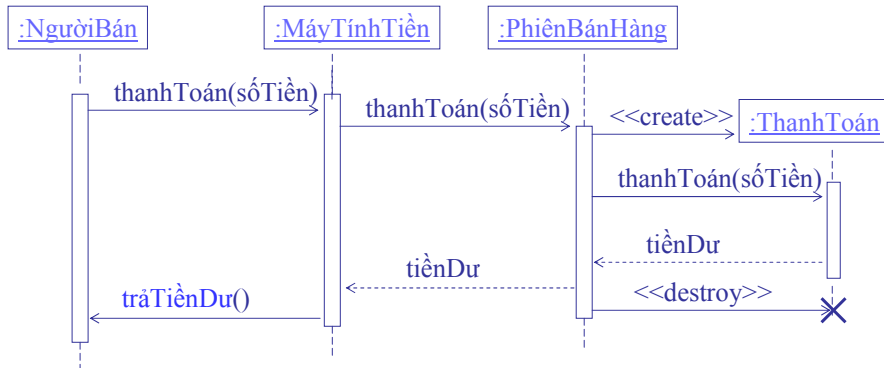 :NgườiBán
:MáyTínhTiền
:PhiênBánHàng
thanhToán(sốTiền)
thanhToán(sốTiền)
<<create>>
:ThanhToán
thanhToán(sốTiền)
tiềnDư
tiềnDư
<<destroy>>
trảTiềnDư()